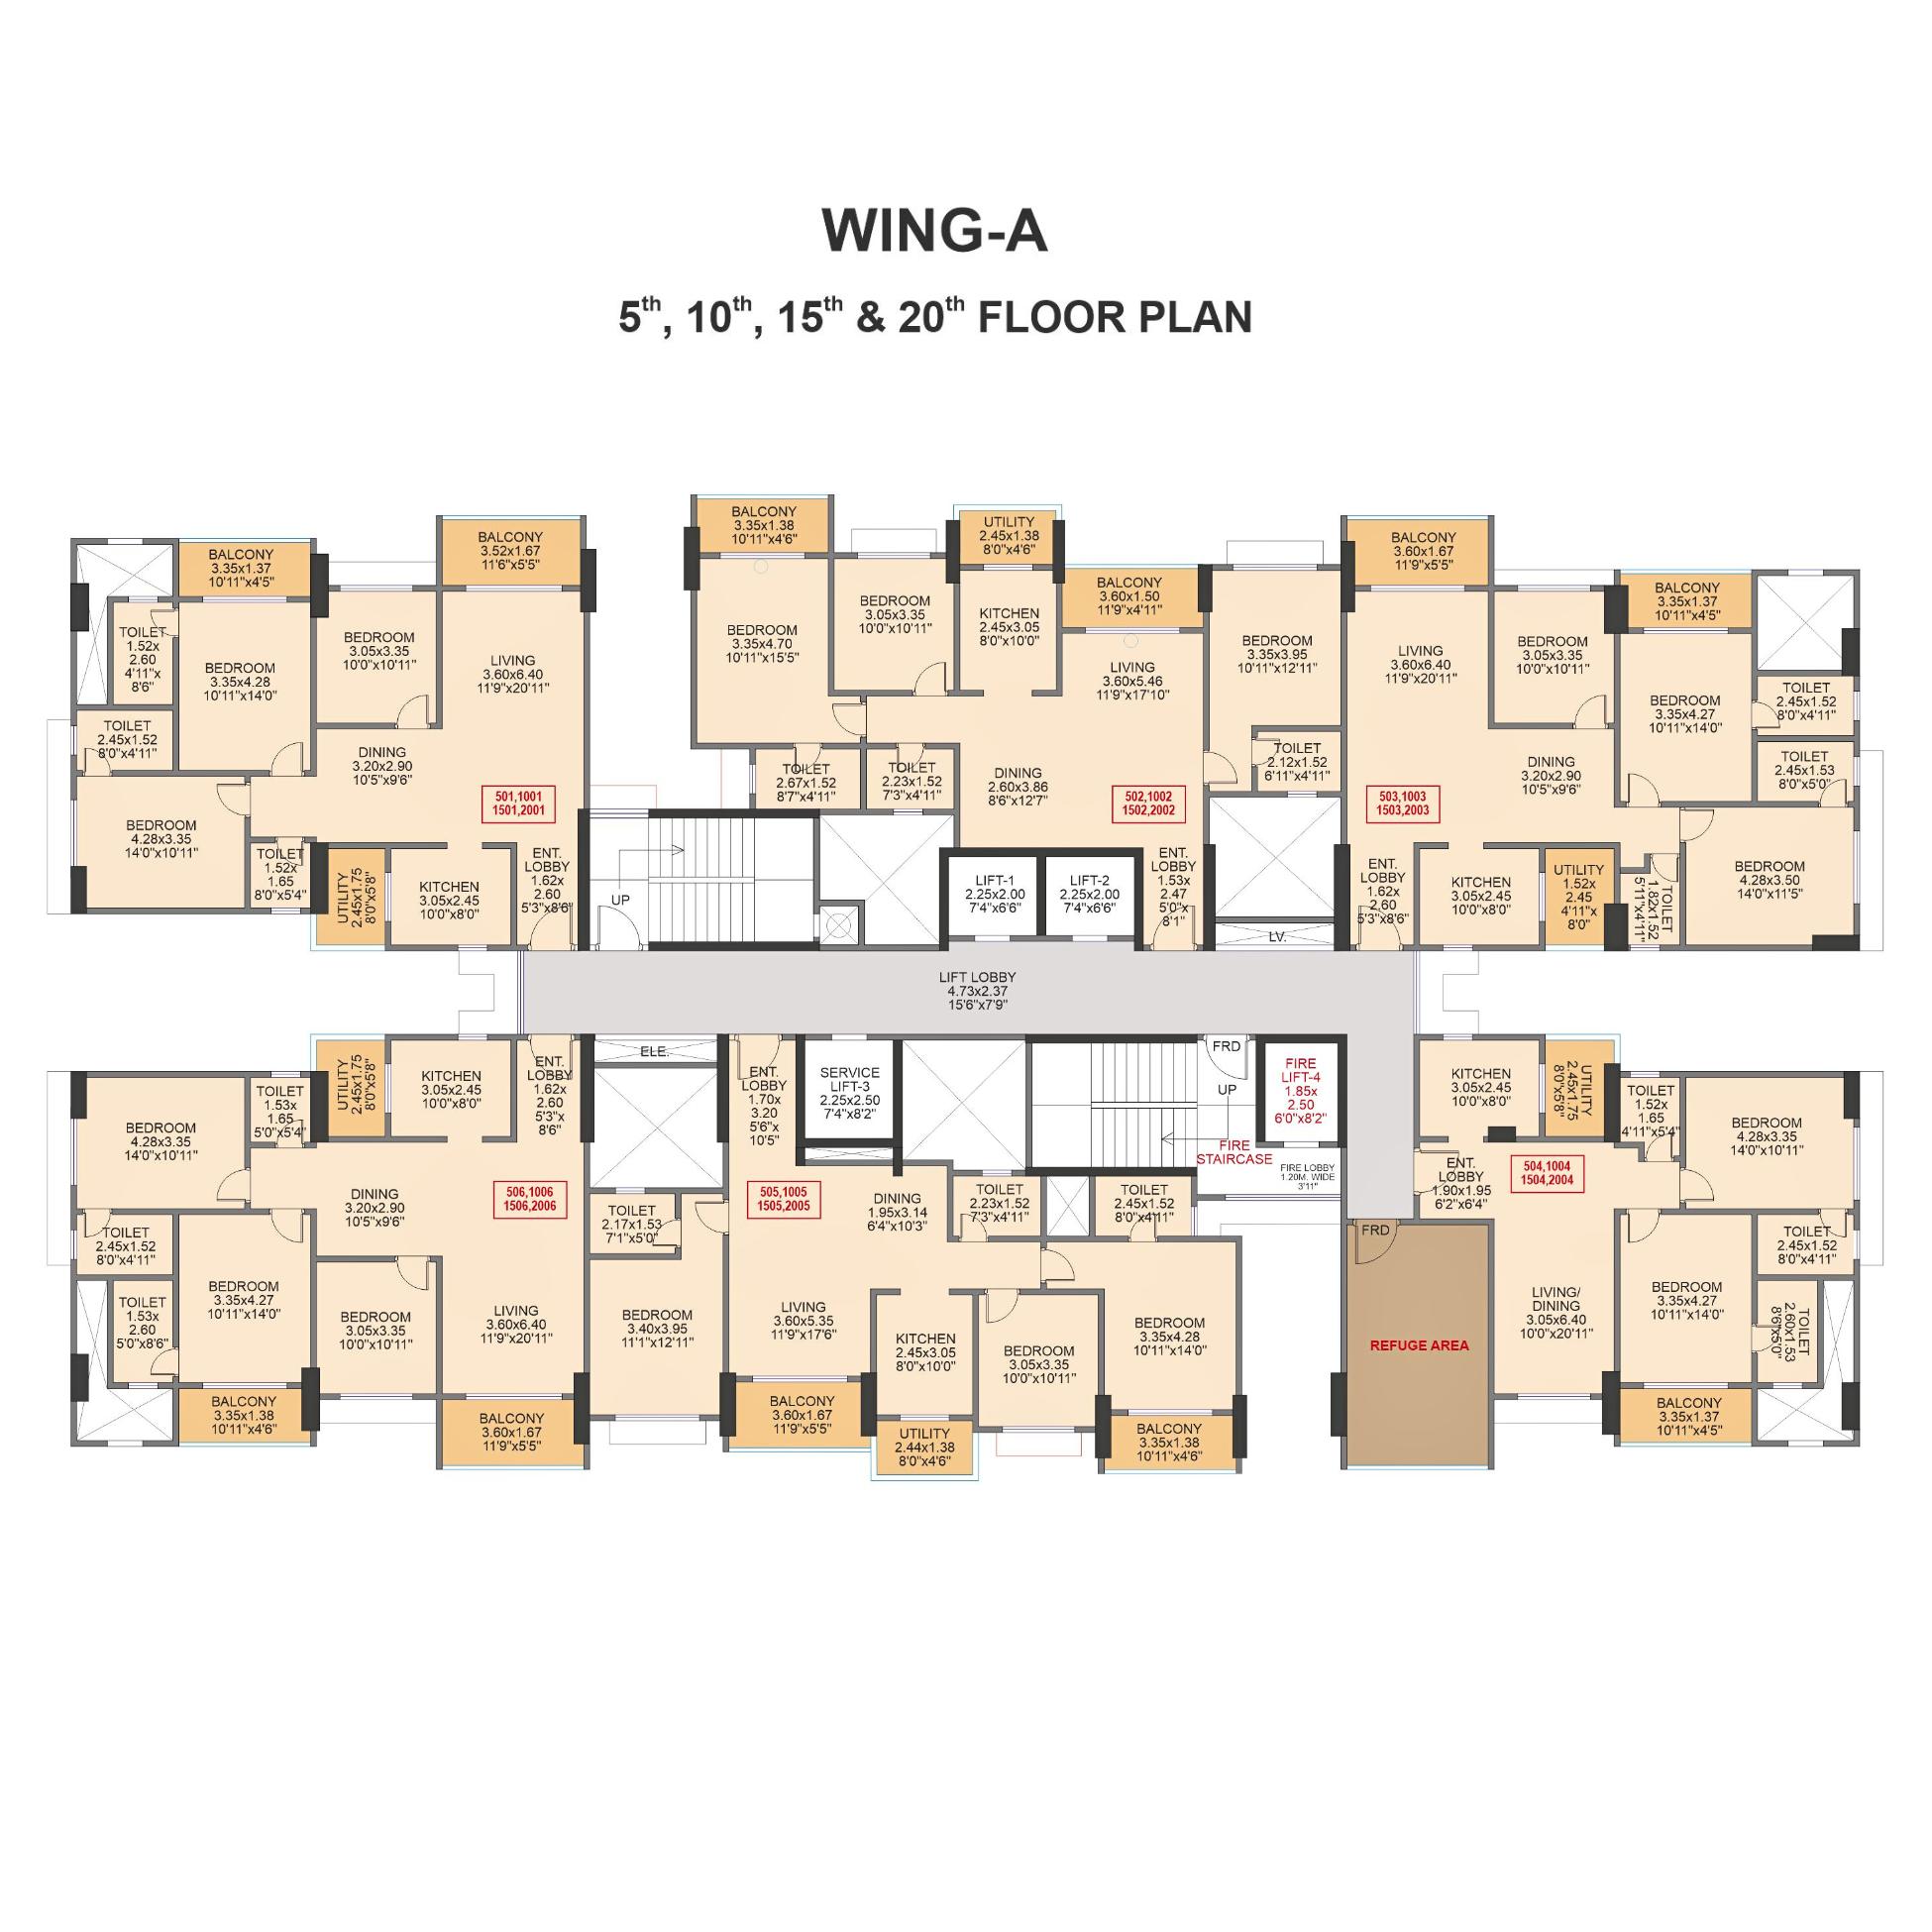 WING-A
5th, 10th, 15th & 20th FLOOR PLAN
BALCONY
3.35x1.37
10'11"x4'5"
BALCONY
3.52x1.67
11'6"x5'5"
TOILET
1.52x
2.60
4'11"x
8'6"
BEDROOM
3.35x4.28
10'11"x14'0"
BEDROOM
3.05x3.35
10'0"x10'11"
LIVING
3.60x6.40
11'9"x20'11"
TOILET
2.45x1.52
8'0"x4'11"
DINING
3.20x2.90
10'5"x9'6"
501,1001
1501,2001
BEDROOM
4.28x3.35
14'0"x10'11"
TOILET
1.52x
1.65
8'0"x5'4"
UTILITY
2.45x1.75
8'0"x5'8"
KITCHEN
3.05x2.45
10'0"x8'0"
ENT.
LOBBY
1.62x
2.60
5'3"x8'6"
UP
BALCONY
3.35x1.38
10'11"x4'6"
UTILITY
2.45x1.38
8'0"x4'6"
BALCONY
3.60x1.50
11'9"x4'11"
BEDROOM
3.35x4.70
10'11"x15'5"
BEDROOM
3.05x3.35
10'0"x10'11"
KITCHEN
2.45x3.05
8'0"x10'0"
LIVING
3.60x5.46
11'9"x17'10"
BEDROOM
3.35x3.95
10'11"x12'11"
TOILET
2.67x1.52
8'7"x4'11"
TOILET
2.23x1.52
7'3"x4'11"
DINING
2.60x3.86
8'6"x12'7"
502,1002
1502,2002
TOILET
2.12x1.52
6'11"x4'11"
LIFT-1
2.25x2.00
7'4"x6'6"
LIFT-2
2.25x2.00
7'4"x6'6"
ENT.
LOBBY
1.53x
2.47
5'0"x
8'1"
LV.
BALCONY
3.60x1.67
11'9"x5'5"
BALCONY
3.35x1.37
10'11"x4'5"
LIVING
3.60x6.40
11'9"x20'11"
BEDROOM
3.05x3.35
10'0"x10'11"
BEDROOM
3.35x4.27
10'11"x14'0"
TOILET
2.45x1.52
8'0"x4'11"
DINING
3.20x2.90
10'5"x9'6"
TOILET
2.45x1.53
8'0"x5'0"
503,1003
1503,2003
ENT.
LOBBY
1.62x
2.60
5'3"x8'6"
KITCHEN
3.05x2.45
10'0"x8'0"
UTILITY
1.52x
2.45
4'11"x
8'0"
TOILET
1.82x1.52
5'11"x4'11"
BEDROOM
4.28x3.50
14'0"x11'5"
LIFT LOBBY
4.73x2.37
15'6"x7'9"
BEDROOM
4.28x3.35
14'0"x10'11"
TOILET
1.53x
1.65
5'0"x5'4"
UTILITY
2.45x1.75
8'0"x5'8"
KITCHEN
3.05x2.45
10'0"x8'0"
ENT.
LOBBY
1.62x
2.60
5'3"x
8'6"
DINING
3.20x2.90
10'5"x9'6"
506,1006
1506,2006
TOILET
2.45x1.52
8'0"x4'11"
TOILET
1.53x
2.60
5'0"x8'6"
BEDROOM
3.35x4.27
10'11"x14'0"
BEDROOM
3.05x3.35
10'0"x10'11"
LIVING
3.60x6.40
11'9"x20'11"
BALCONY
3.35x1.38
10'11"x4'6"
BALCONY
3.60x1.67
11'9"x5'5"
ELE.
ENT.
LOBBY
1.70x
3.20
5'6"x
10'5"
SERVICE
LIFT-3
2.25x2.50
7'4"x8'2"
505,1005
1505,2005
DINING
1.95x3.14
6'4"x10'3"
TOILET
2.17x1.53
7'1"x5'0"
TOILET
2.23x1.52
7'3"x4'11"
TOILET
2.45x1.52
8'0"x4'11"
BEDROOM
3.40x3.95
11'1"x12'11"
LIVING
3.60x5.35
11'9"x17'6"
KITCHEN
2.45x3.05
8'0"x10'0"
BEDROOM
3.05x3.35
10'0"x10'11"
BEDROOM
3.35x4.28
10'11"x14'0"
BALCONY
3.60x1.67
11'9"x5'5"
UTILITY
2.44x1.38
8'0"x4'6"
BALCONY
3.35x1.38
10'11"x4'6"
FRD
UP
FIRE
STAIRCASE
FIRE
LIFT-4
1.85x
2.50
6'0"x8'2"
FIRE LOBBY
1.20M. WIDE
3'11"
FRD
REFUGE AREA
KITCHEN
3.05x2.45
10'0"x8'0"
UTILITY
2.45x1.75
8'0"x5'8"
TOILET
1.52x
1.65
4'11"x5'4"
BEDROOM
4.28x3.35
14'0"x10'11"
ENT.
LOBBY
1.90x1.95
6'2"x6'4"
504,1004
1504,2004
TOILET
2.45x1.52
8'0"x4'11"
LIVING/
DINING
3.05x6.40
10'0"x20'11"
BEDROOM
3.35x4.27
10'11"x14'0"
TOILET
2.60x1.53
8'6"x5'0"
BALCONY
3.35x1.37
10'11"x4'5"